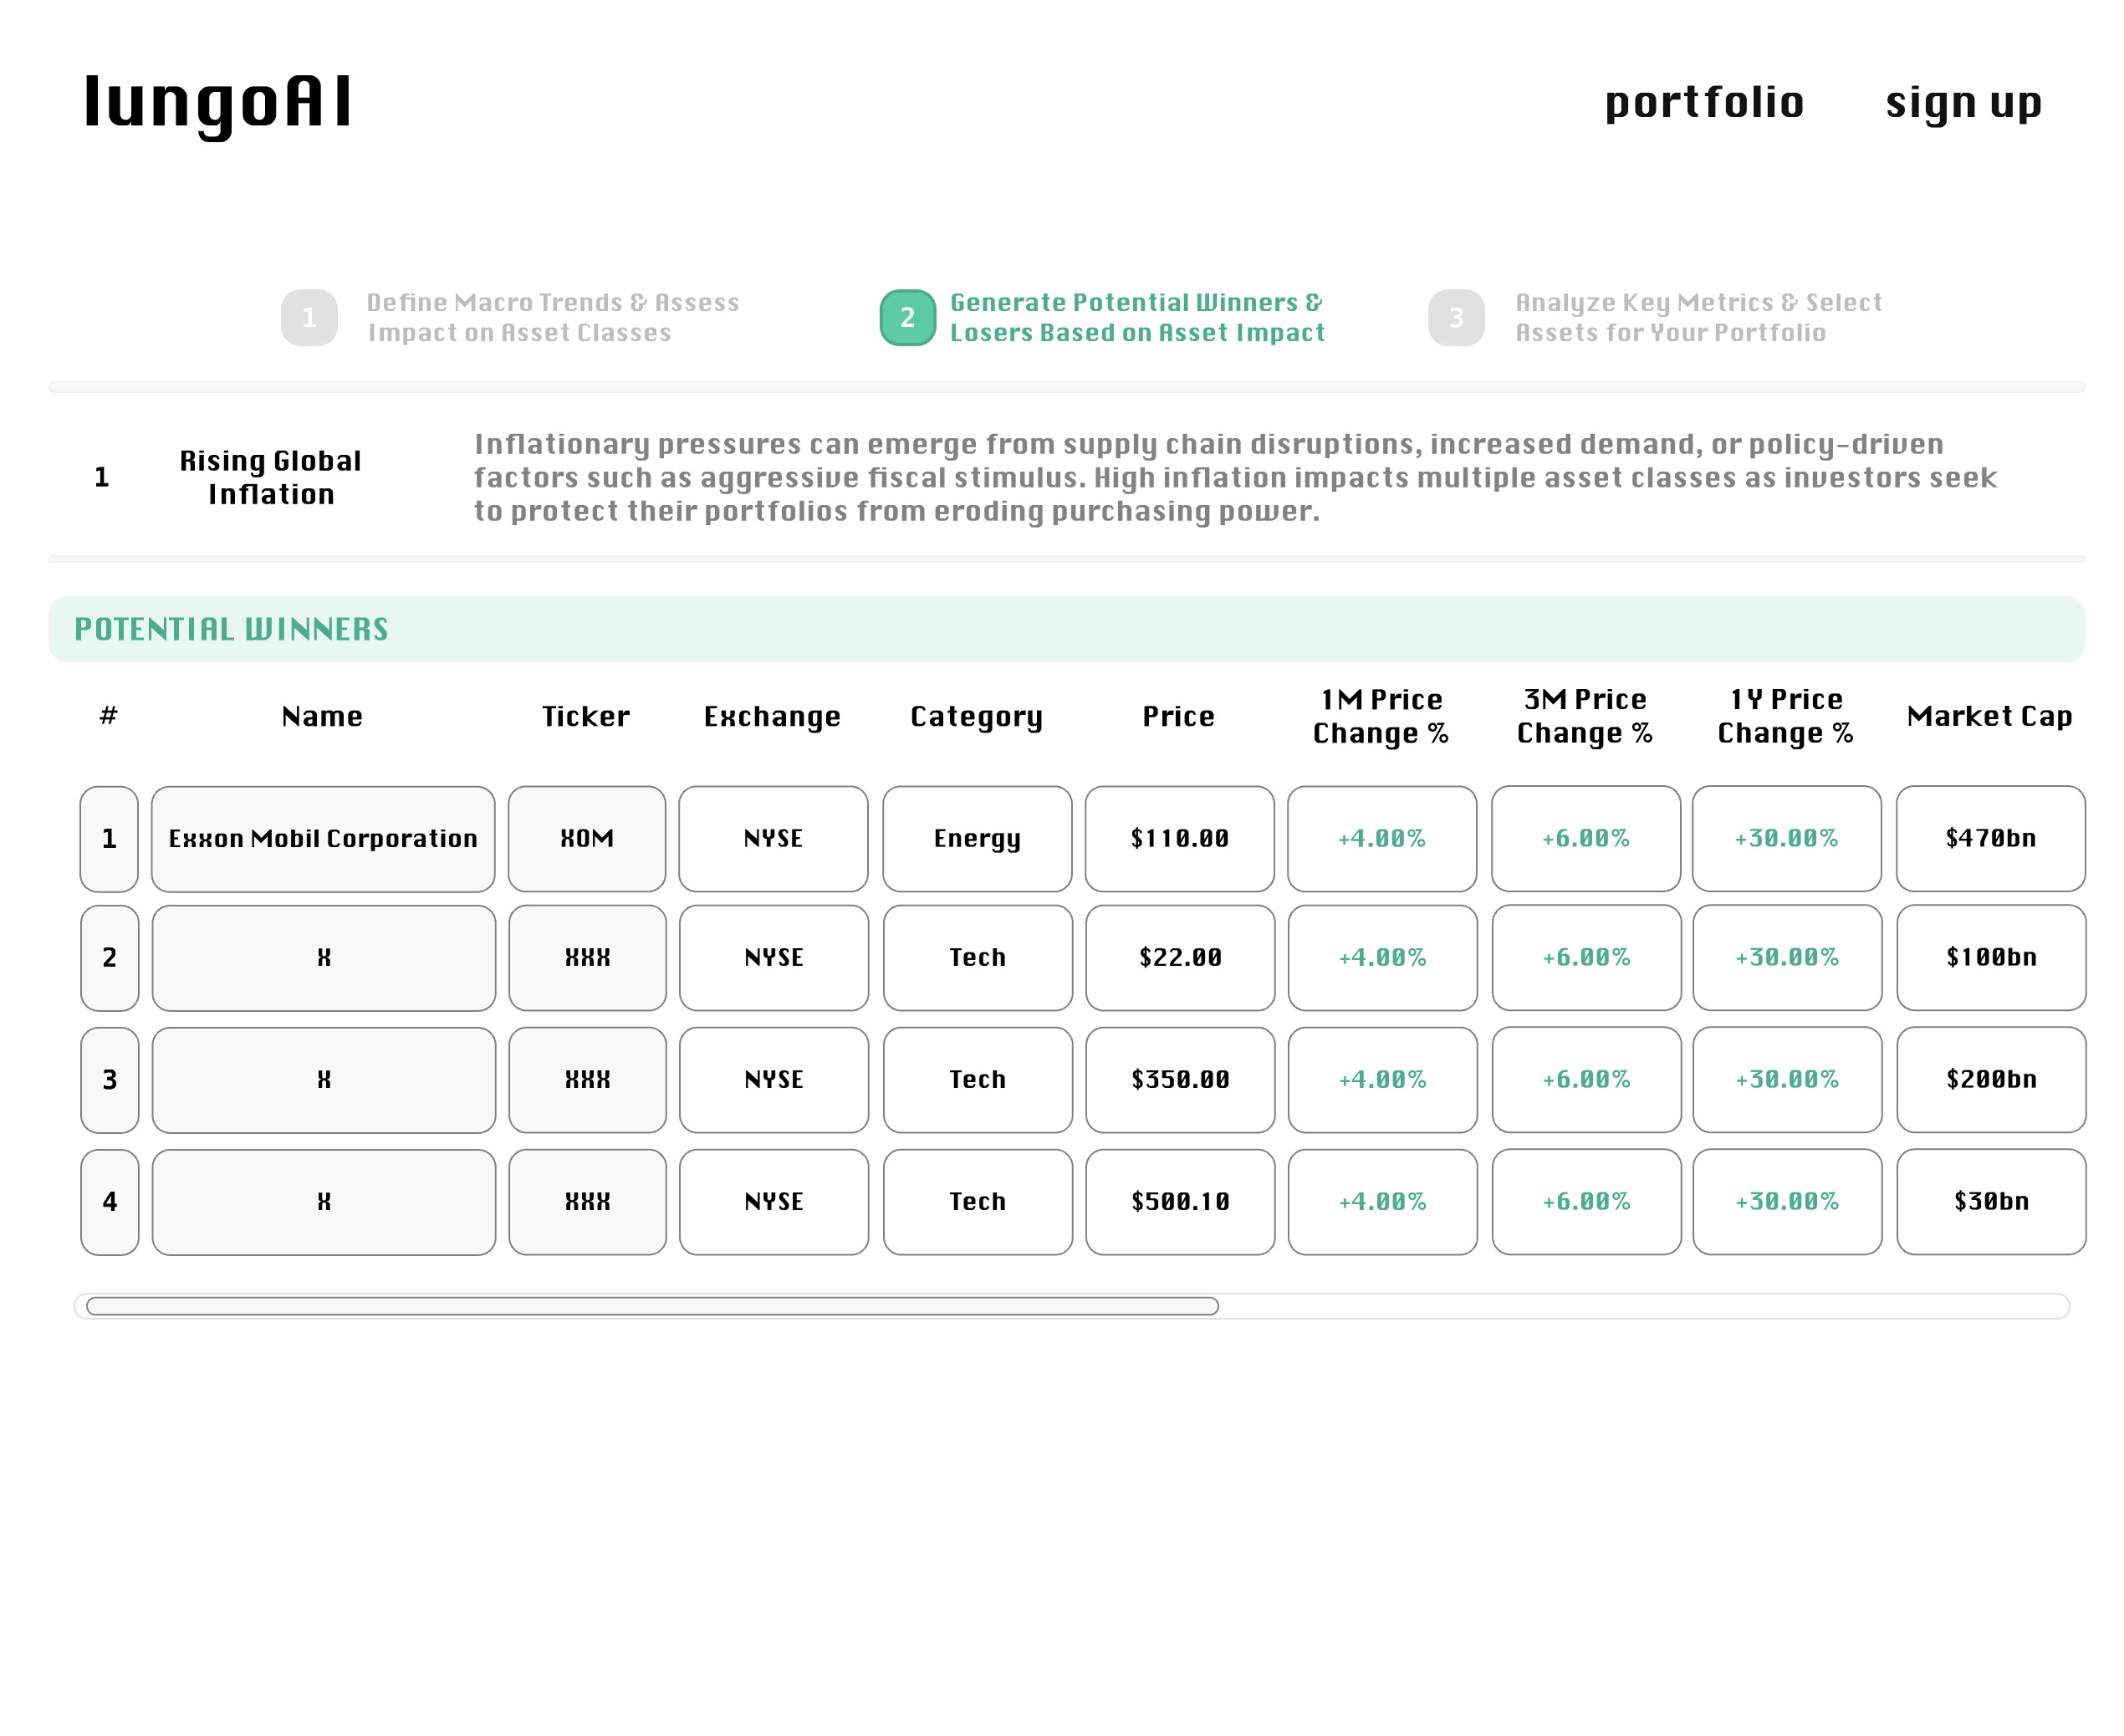 lungoAI
portfolio
sign up
1
Define Macro Trends & Assess
Impact on Asset Classes
2
Generate Potential Winners &
Losers Based on Asset Impact
3
Analyze Key Metrics & Select
Assets for Your Portfolio
1
Rising Global
Inflation
Inflationary pressures can emerge from supply chain disruptions, increased demand, or policy-driven
factors such as aggressive fiscal stimulus. High inflation impacts multiple asset classes as investors seek
to protect their portfolios from eroding purchasing power.
POTENTIAL WINNERS
# Name Ticker Exchange Category Price 1M Price Change % 3M Price Change % 1Y Price Change % Market Cap
1 Exxon Mobil Corporation XOM NYSE Energy $110.00 +4.00% +6.00% +30.00% $470bn
2 X XXX NYSE Tech $22.00 +4.00% +6.00% +30.00% $100bn
3 X XXX NYSE Tech $350.00 +4.00% +6.00% +30.00% $200bn
4 X XXX NYSE Tech $500.10 +4.00% +6.00% +30.00% $30bn